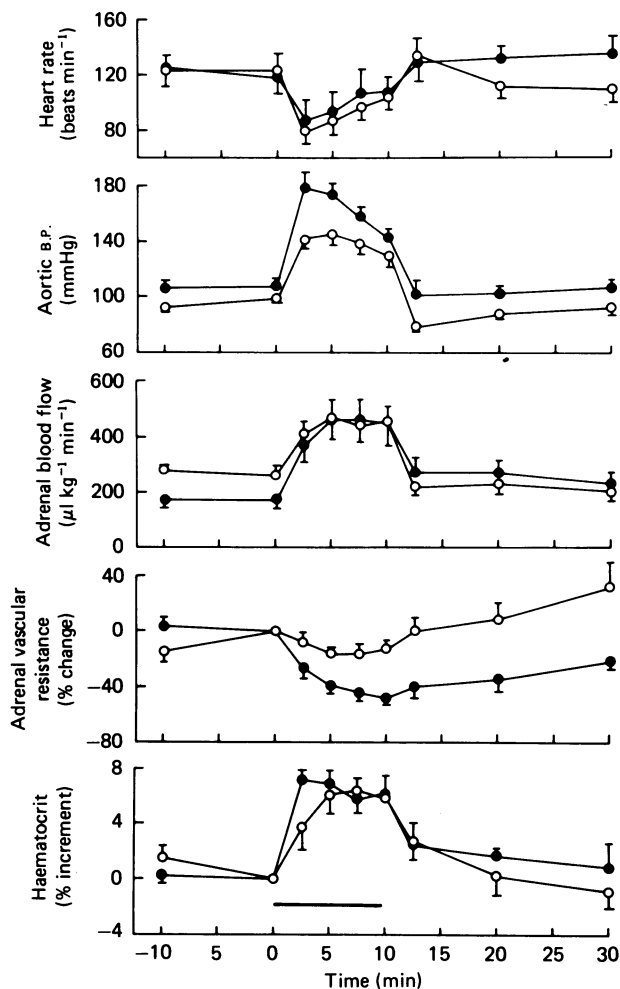 Heart rate
(beats min⁻¹)
160
120
80
Aortic B.P.
(mmHg)
180
140
100
60
Adrenal blood flow
(μl kg⁻¹ min⁻¹)
600
400
200
0
Adrenal vascular
resistance
(% change)
40
0
−40
−80
Haematocrit
(% increment)
8
4
0
−4
−10 5 0 5 10 15 20 25 30
Time (min)